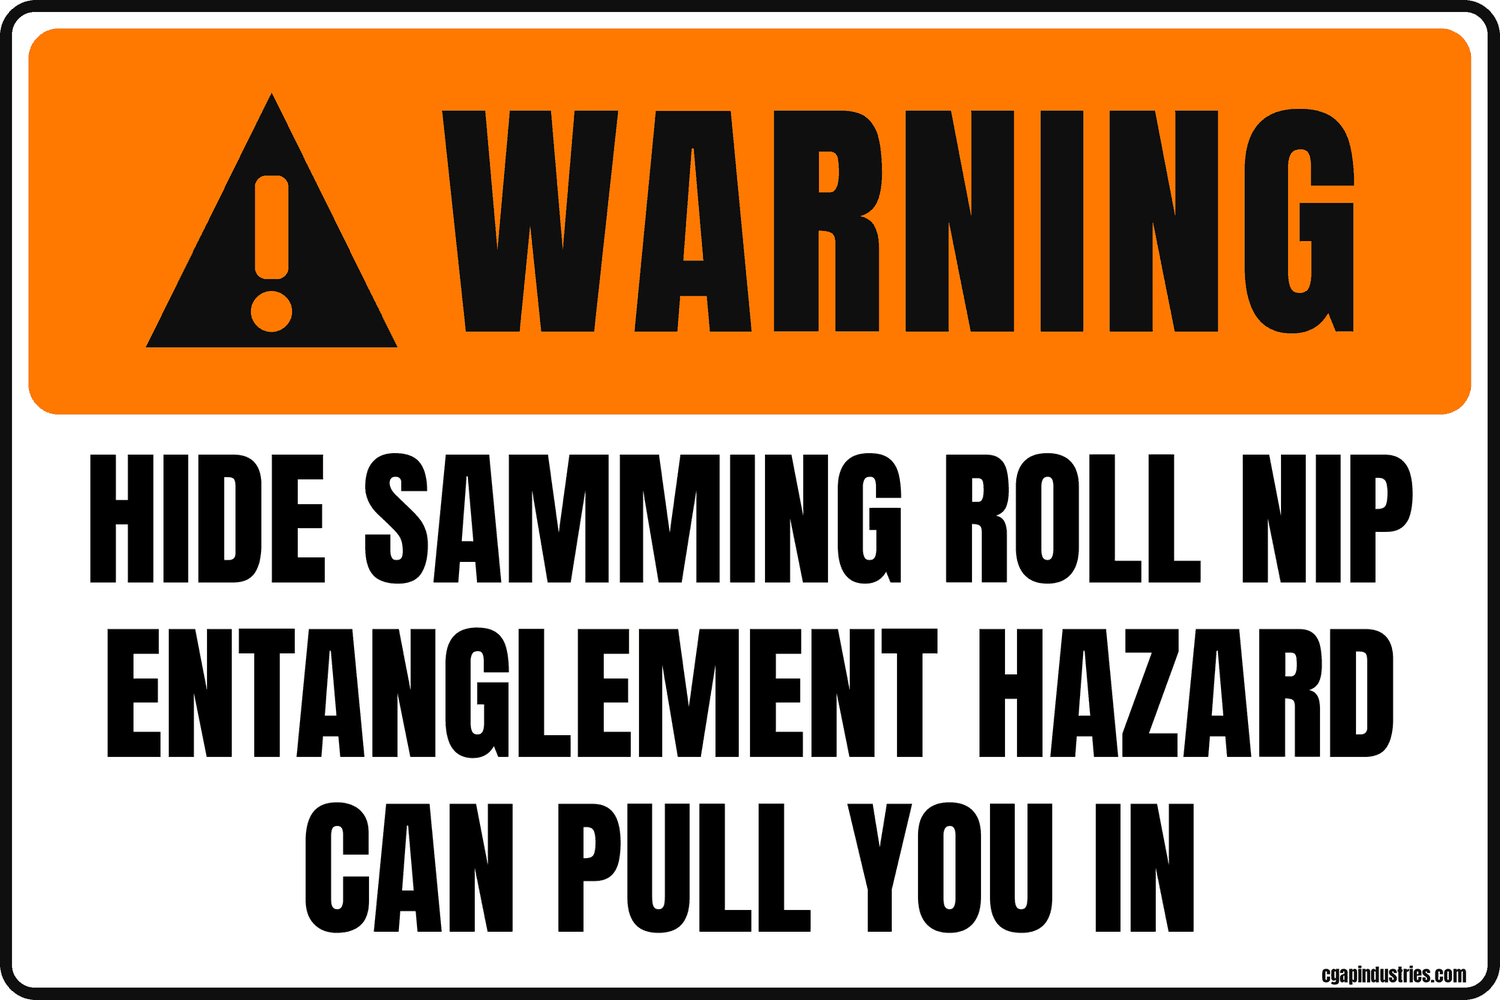 WARNING
HIDE SAMMING ROLL NIP
ENTANGLEMENT HAZARD
CAN PULL YOU IN
cgapindustries.com